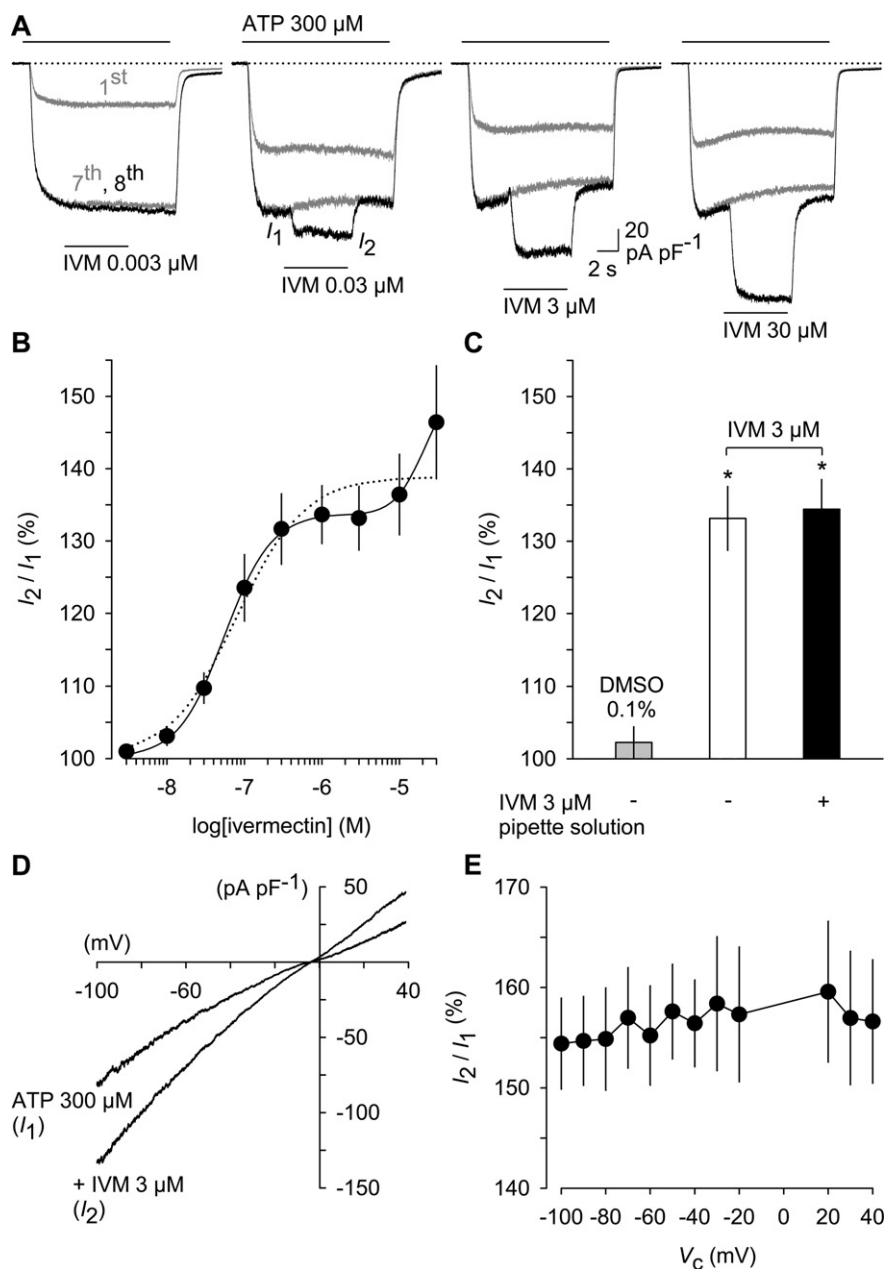 A
ATP 300 µM
1st
7th, 8th
I1
I2
20
pA pF-1
2 s
IVM 0.003 µM
IVM 0.03 µM
IVM 3 µM
IVM 30 µM
B
150
140
130
120
110
100
I2 / I1 (%)
-8
-7
-6
-5
log[ivermectin] (M)
C
150
140
130
120
110
100
I2 / I1 (%)
IVM 3 µM
*
*
DMSO
0.1%
IVM 3 µM - - +
pipette solution
D
(pA pF-1)
50
(mV)
-100
-60
40
-50
-100
-150
ATP 300 µM
(I1)
+ IVM 3 µM
(I2)
E
170
160
150
140
I2 / I1 (%)
-100 -80 -60 -40 -20 0 20 40
Vc (mV)